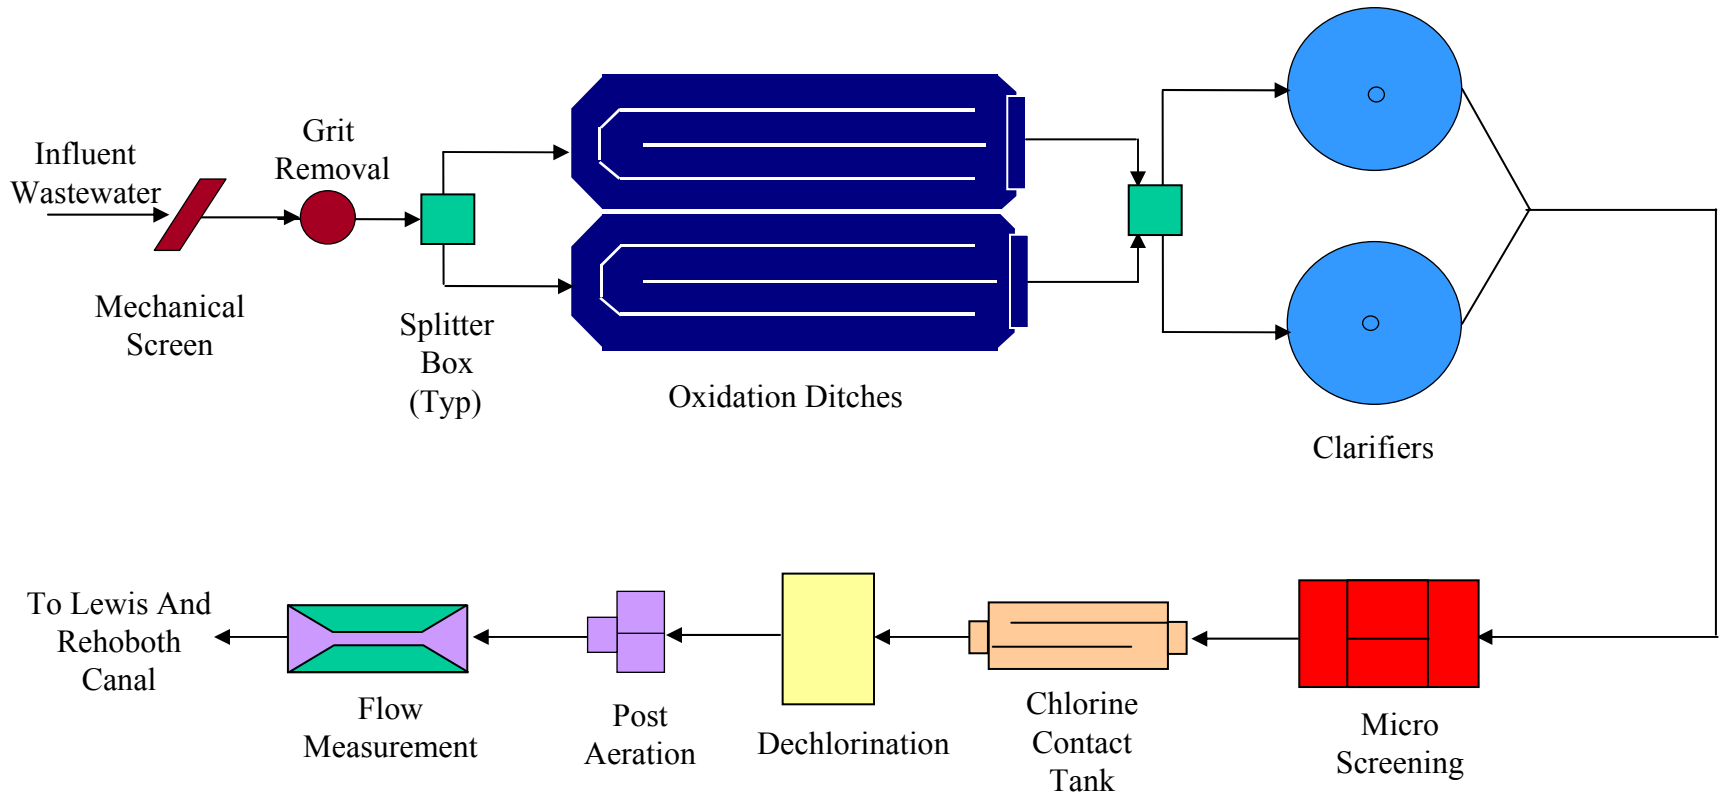 Influent
Wastewater
Grit
Removal
Mechanical
Screen
Splitter
Box
(Typ)
Oxidation Ditches
Clarifiers
To Lewis And
Rehoboth
Canal
Flow
Measurement
Post
Aeration
Dechlorination
Chlorine
Contact
Tank
Micro
Screening